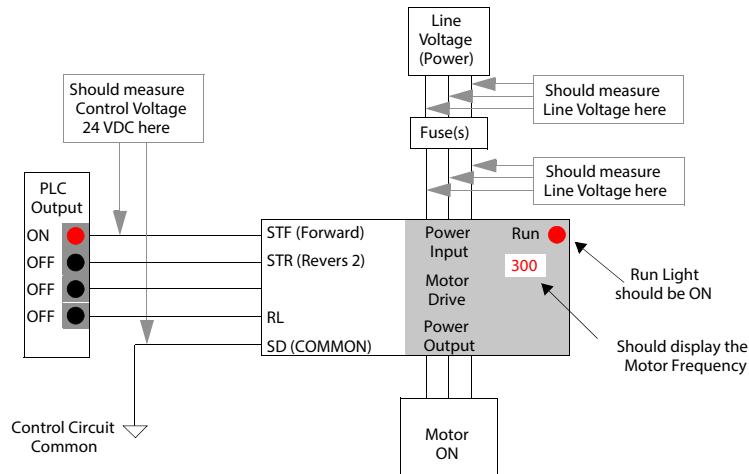 Line
Voltage
(Power)
Should measure
Control Voltage
24 VDC here
Should measure
Line Voltage here
Fuse(s)
Should measure
Line Voltage here
PLC
Output
ON
OFF
OFF
OFF
STF (Forward)
STR (Revers 2)
RL
SD (COMMON)
Power
Input
Motor
Drive
Power
Output
Run
300
Run Light
should be ON
Should display the
Motor Frequency
Control Circuit
Common
Motor
ON